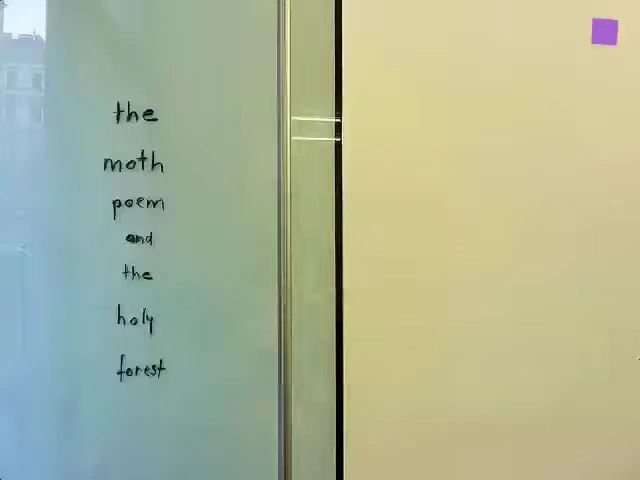 the
moth
poem
and
the
holy
forest